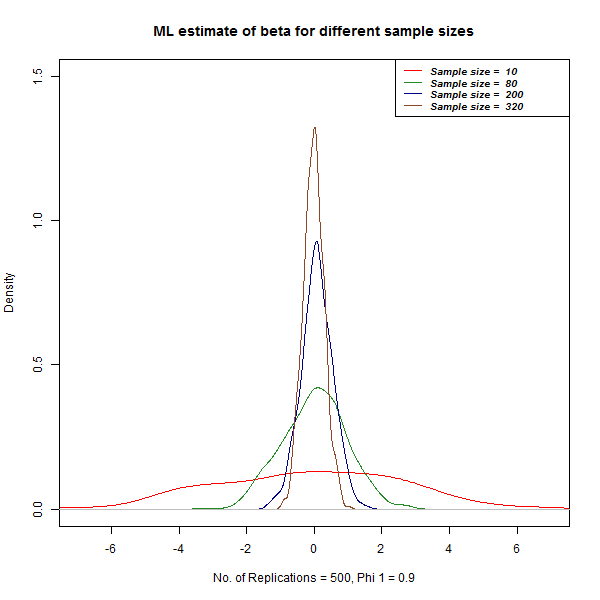 ML estimate of beta for different sample sizes
Sample size = 10
Sample size = 80
Sample size = 200
Sample size = 320
1.5
1.0
0.5
0.0
Density
-6 -4 -2 0 2 4 6
No. of Replications = 500, Phi 1 = 0.9